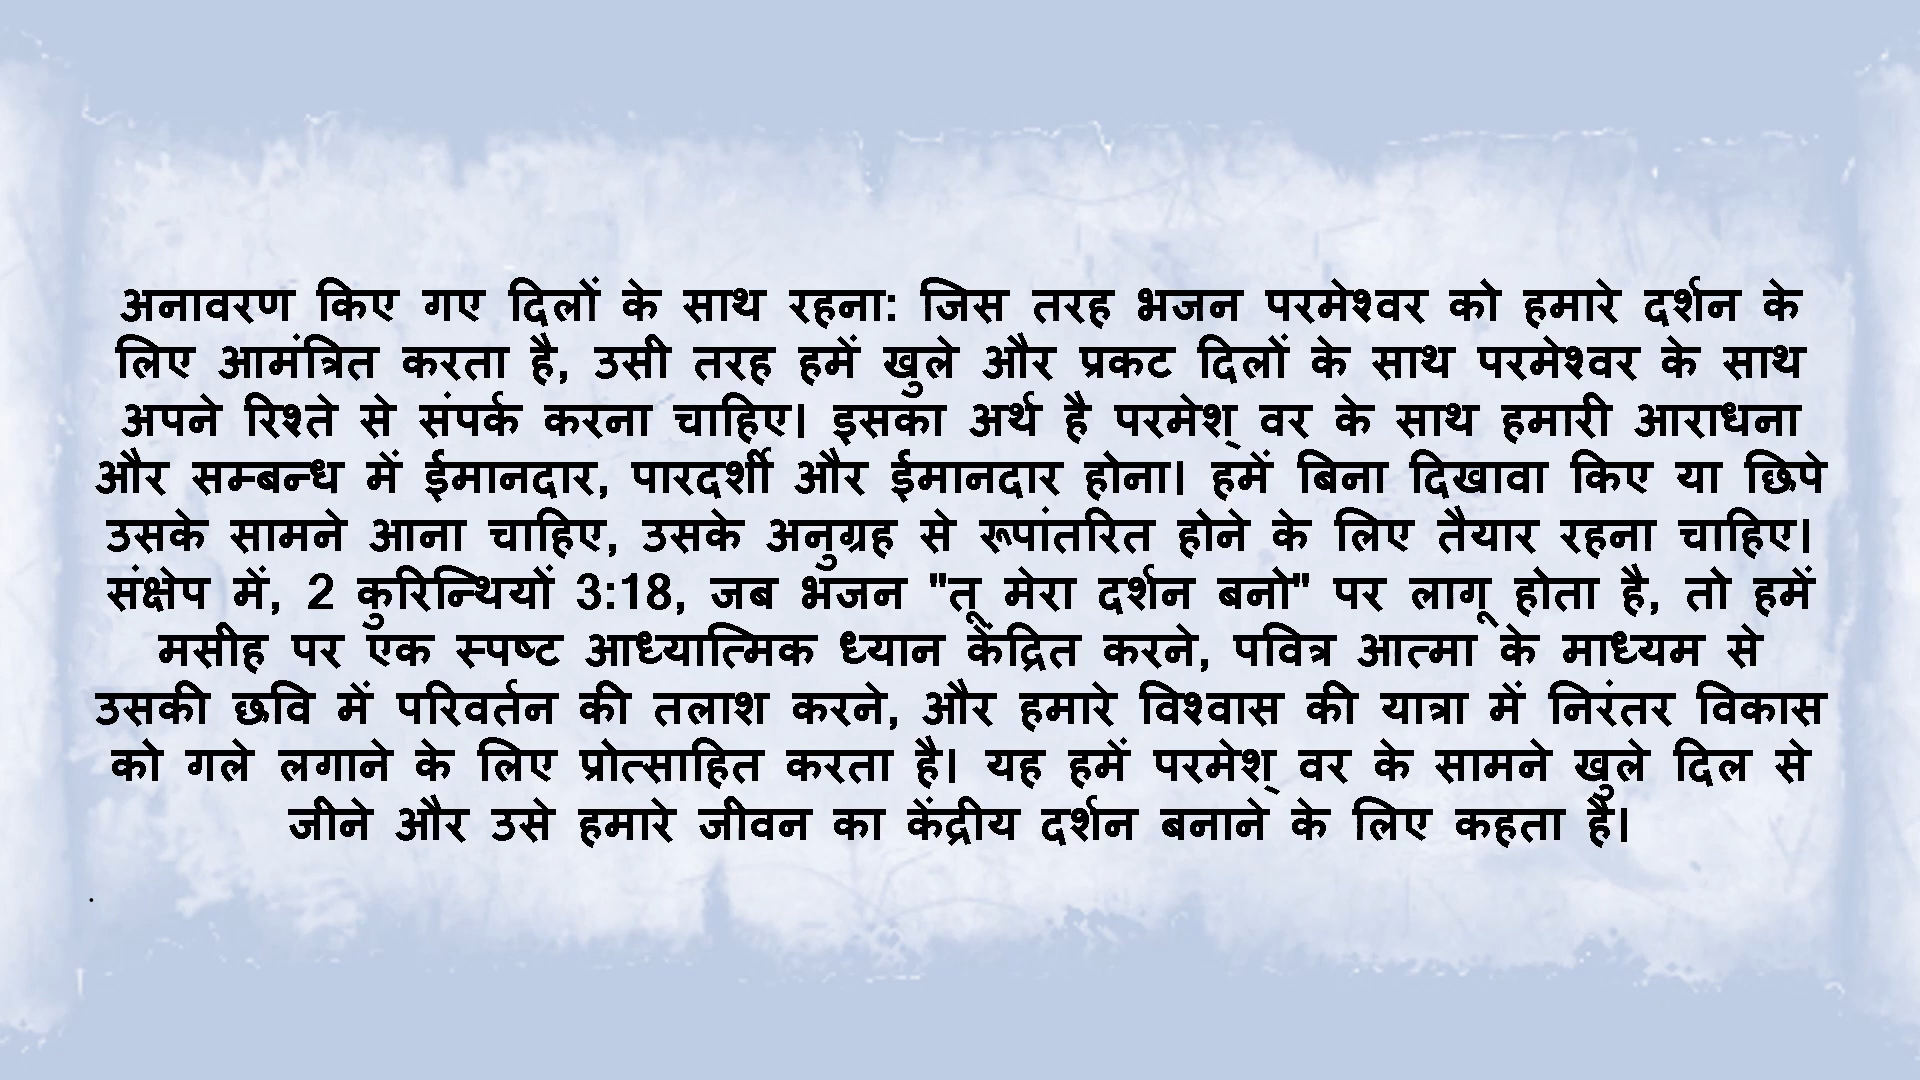 अनावरण किए गए दिलों के साथ रहना: जिस तरह भजन परमेश्वर को हमारे दर्शन के
लिए आमंत्रित करता है, उसी तरह हमें खुले और प्रकट दिलों के साथ परमेश्वर के साथ
अपने रिश्ते से संपर्क करना चाहिए। इसका अर्थ है परमेश् वर के साथ हमारी आराधना
और सम्बन्ध में ईमानदार, पारदर्शी और ईमानदार होना। हमें बिना दिखावा किए या छिपे
उसके सामने आना चाहिए, उसके अनुग्रह से रूपांतरित होने के लिए तैयार रहना चाहिए।
संक्षेप में, 2 कुरिन्थियों 3:18, जब भजन "तू मेरा दर्शन बनो" पर लागू होता है, तो हमें
मसीह पर एक स्पष्ट आध्यात्मिक ध्यान केंद्रित करने, पवित्र आत्मा के माध्यम से
उसकी छवि में परिवर्तन की तलाश करने, और हमारे विश्वास की यात्रा में निरंतर विकास
को गले लगाने के लिए प्रोत्साहित करता है। यह हमें परमेश् वर के सामने खुले दिल से
जीने और उसे हमारे जीवन का केंद्रीय दर्शन बनाने के लिए कहता है।
.